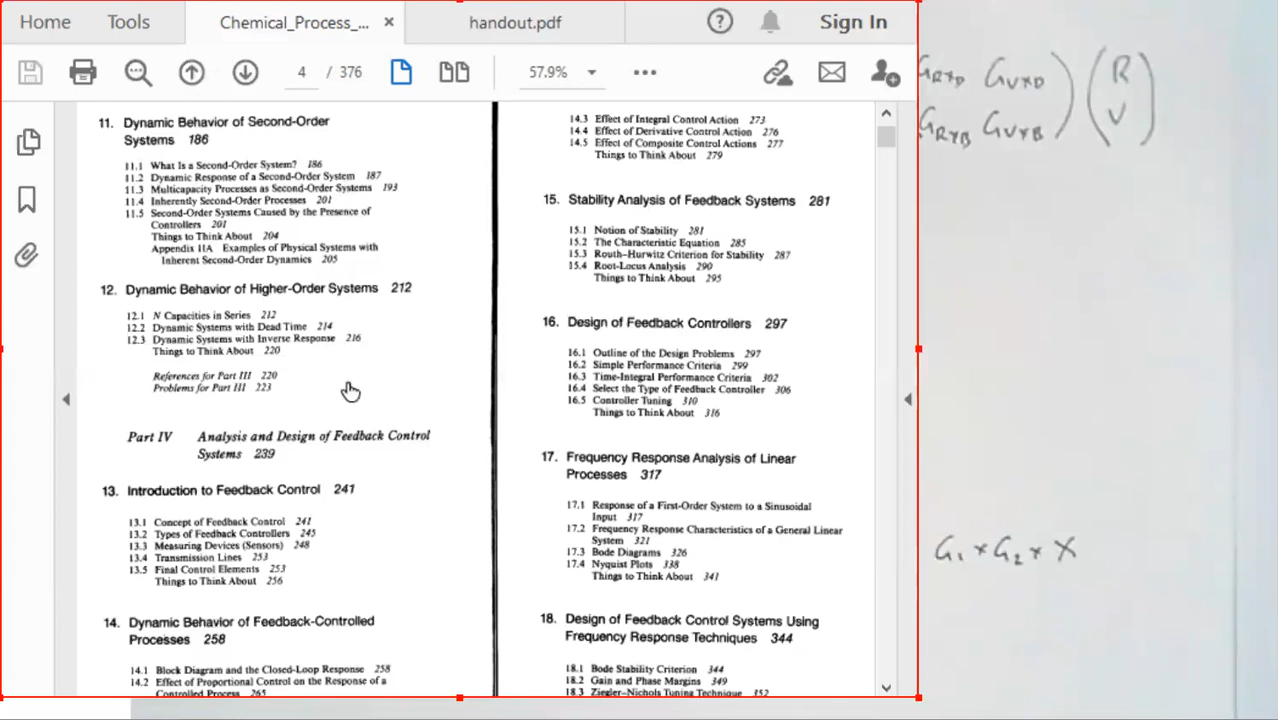 Home
Tools
Chemical_Process_...
handout.pdf
Sign In
4 / 376
57.9%
11. Dynamic Behavior of Second-Order
Systems 186
11.1 What Is a Second-Order System? 186
11.2 Dynamic Response of a Second-Order System 187
11.3 Multicapacity Processes as Second-Order Systems 193
11.4 Inherently Second-Order Processes 201
11.5 Second-Order Systems Caused by the Presence of
Controllers 201
Things to Think About 204
Appendix 11A Examples of Physical Systems with
Inherent Second-Order Dynamics 205
12. Dynamic Behavior of Higher-Order Systems 212
12.1 N Capacities in Series 212
12.2 Dynamic Systems with Dead Time 214
12.3 Dynamic Systems with Inverse Response 216
Things to Think About 220
References for Part III 220
Problems for Part III 223
Part IV Analysis and Design of Feedback Control
Systems 239
13. Introduction to Feedback Control 241
13.1 Concept of Feedback Control 241
13.2 Types of Feedback Controllers 245
13.3 Measuring Devices (Sensors) 248
13.4 Transmission Lines 253
13.5 Final Control Elements 253
Things to Think About 256
14. Dynamic Behavior of Feedback-Controlled
Processes 258
14.1 Block Diagram and the Closed-Loop Response 258
14.2 Effect of Proportional Control on the Response of a
Controlled Process 265
14.3 Effect of Integral Control Action 273
14.4 Effect of Derivative Control Action 276
14.5 Effect of Composite Control Actions 277
Things to Think About 279
15. Stability Analysis of Feedback Systems 281
15.1 Notion of Stability 281
15.2 The Characteristic Equation 285
15.3 Routh-Hurwitz Criterion for Stability 287
15.4 Root-Locus Analysis 290
Things to Think About 295
16. Design of Feedback Controllers 297
16.1 Outline of the Design Problems 297
16.2 Simple Performance Criteria 299
16.3 Time-Integral Performance Criteria 302
16.4 Select the Type of Feedback Controller 306
16.5 Controller Tuning 310
Things to Think About 316
17. Frequency Response Analysis of Linear
Processes 317
17.1 Response of a First-Order System to a Sinusoidal
Input 317
17.2 Frequency Response Characteristics of a General Linear
System 321
17.3 Bode Diagrams 326
17.4 Nyquist Plots 338
Things to Think About 341
18. Design of Feedback Control Systems Using
Frequency Response Techniques 344
18.1 Bode Stability Criterion 344
18.2 Gain and Phase Margins 349
18.3 Ziegler-Nichols Tuning Technique 352
GRXD GVXD R
GRXB GVXB V
G1 * G2 * X